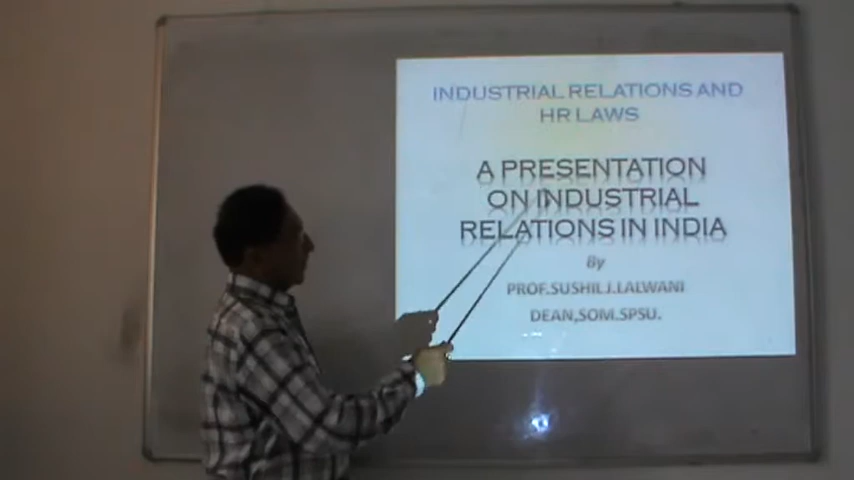 INDUSTRIAL RELATIONS AND
HR LAWS
A PRESENTATION
ON INDUSTRIAL
RELATIONS IN INDIA
By
PROF.SUSHIL J.LALWANI
DEAN,SOM.SPSU.